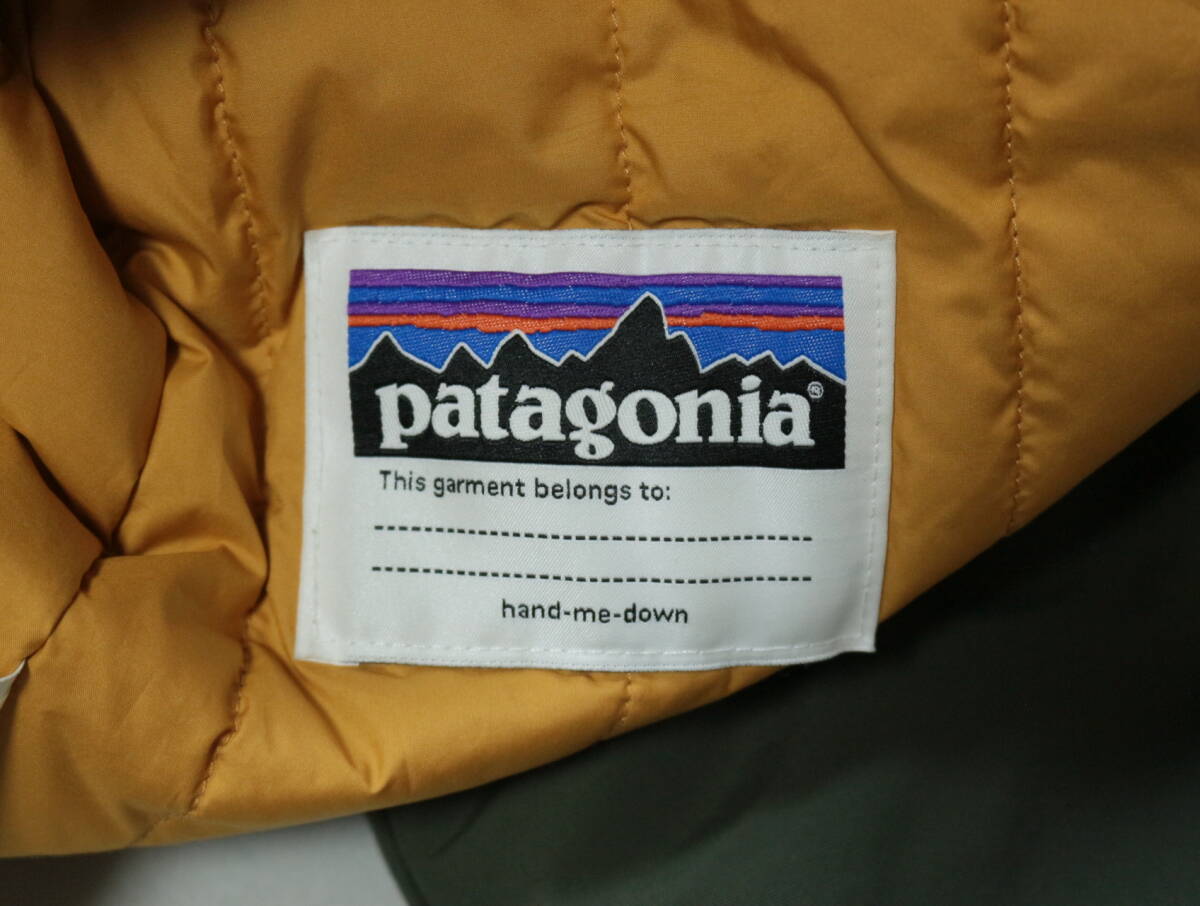 patagonia®
This garment belongs to:
hand-me-down